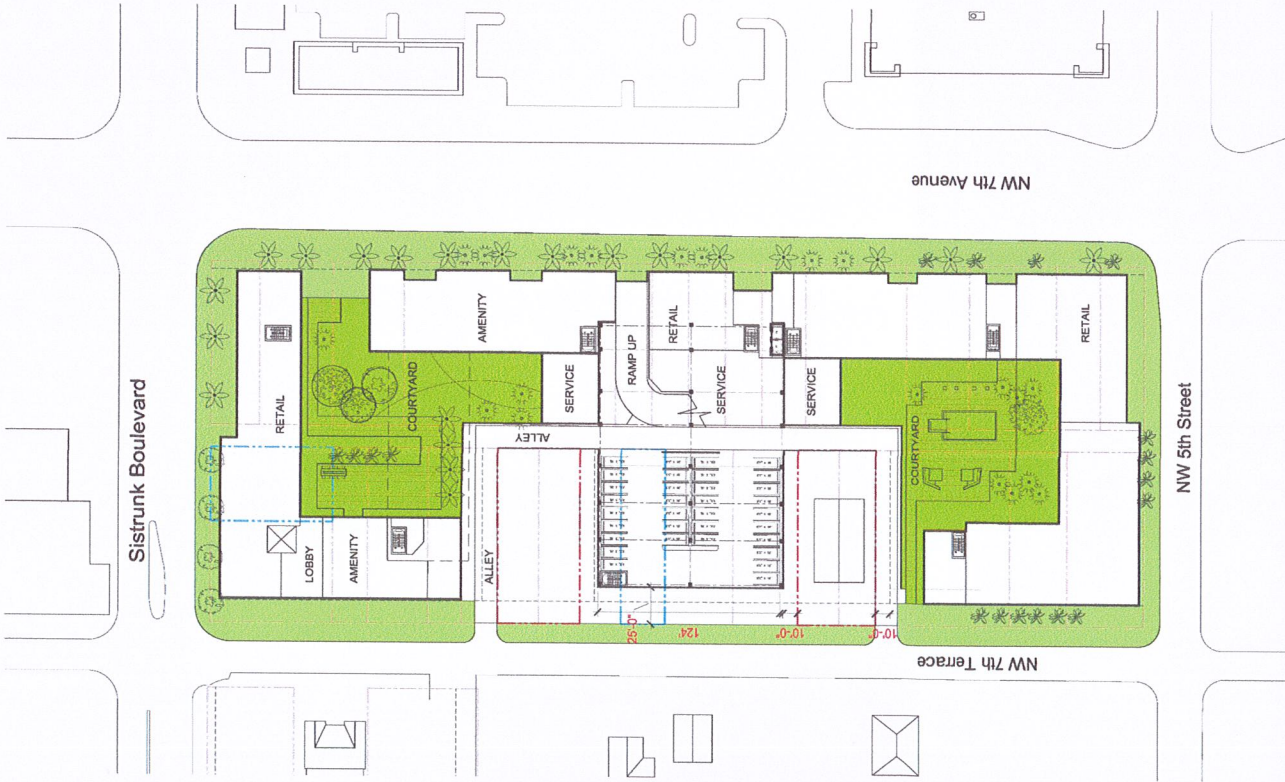 NW 7th Avenue
Sistrunk Boulevard
NW 5th Street
NW 7th Terrace
RETAIL
COURTYARD
AMENITY
SERVICE
RAMP UP
RETAIL
SERVICE
SERVICE
RETAIL
ALLEY
COURTYARD
LOBBY
AMENITY
ALLEY
25'-0"
124'
10'-0"
10'-0"